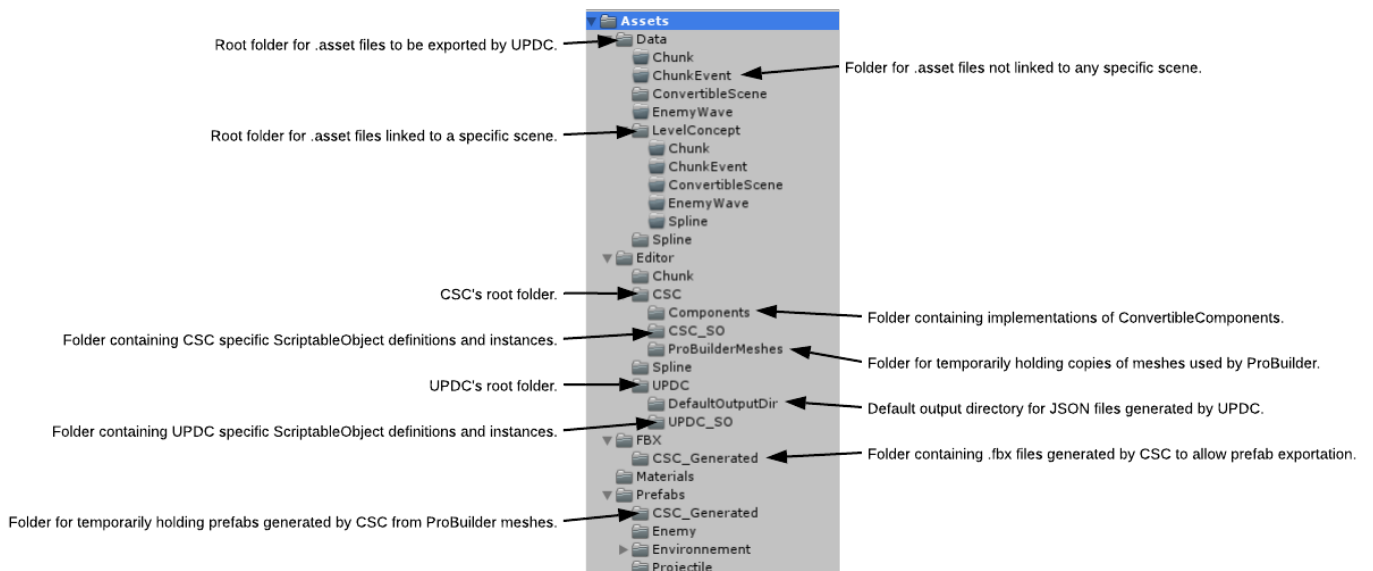 Assets
Root folder for .asset files to be exported by UPDC.
Data
Chunk
ChunkEvent
Folder for .asset files not linked to any specific scene.
ConvertibleScene
EnemyWave
Root folder for .asset files linked to a specific scene.
LevelConcept
Chunk
ChunkEvent
ConvertibleScene
EnemyWave
Spline
Spline
Editor
Chunk
CSC's root folder.
CSC
Components
Folder containing implementations of ConvertibleComponents.
Folder containing CSC specific ScriptableObject definitions and instances.
CSC_SO
ProBuilderMeshes
Folder for temporarily holding copies of meshes used by ProBuilder.
Spline
UPDC's root folder.
UPDC
DefaultOutputDir
Default output directory for JSON files generated by UPDC.
Folder containing UPDC specific ScriptableObject definitions and instances.
UPDC_SO
FBX
CSC_Generated
Folder containing .fbx files generated by CSC to allow prefab exportation.
Materials
Prefabs
Folder for temporarily holding prefabs generated by CSC from ProBuilder meshes.
CSC_Generated
Enemy
Environnement
Projectile